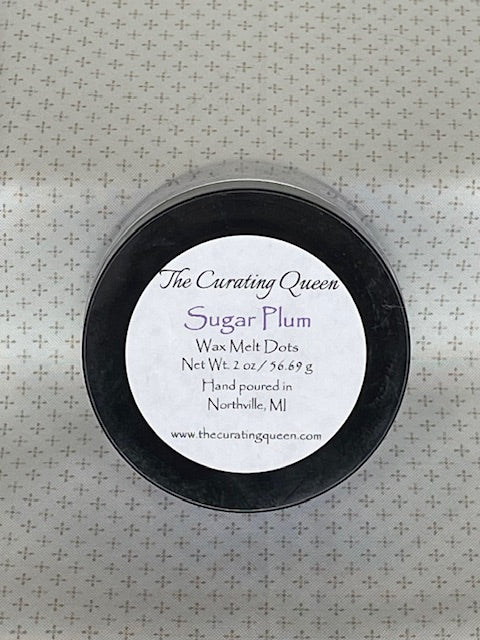 The Curating Queen
Sugar Plum
Wax Melt Dots
Net Wt. 2 oz / 56.69 g
Hand poured in
Northville, MI
www.thecuratingqueen.com